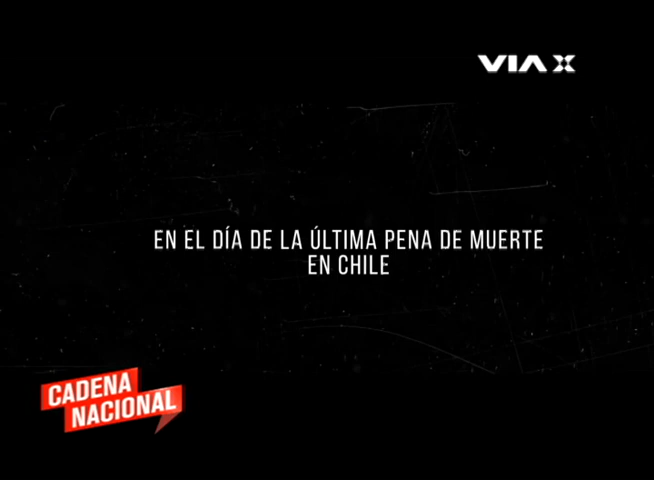 VIA X
EN EL DÍA DE LA ÚLTIMA PENA DE MUERTE
EN CHILE
CADENA
NACIONAL